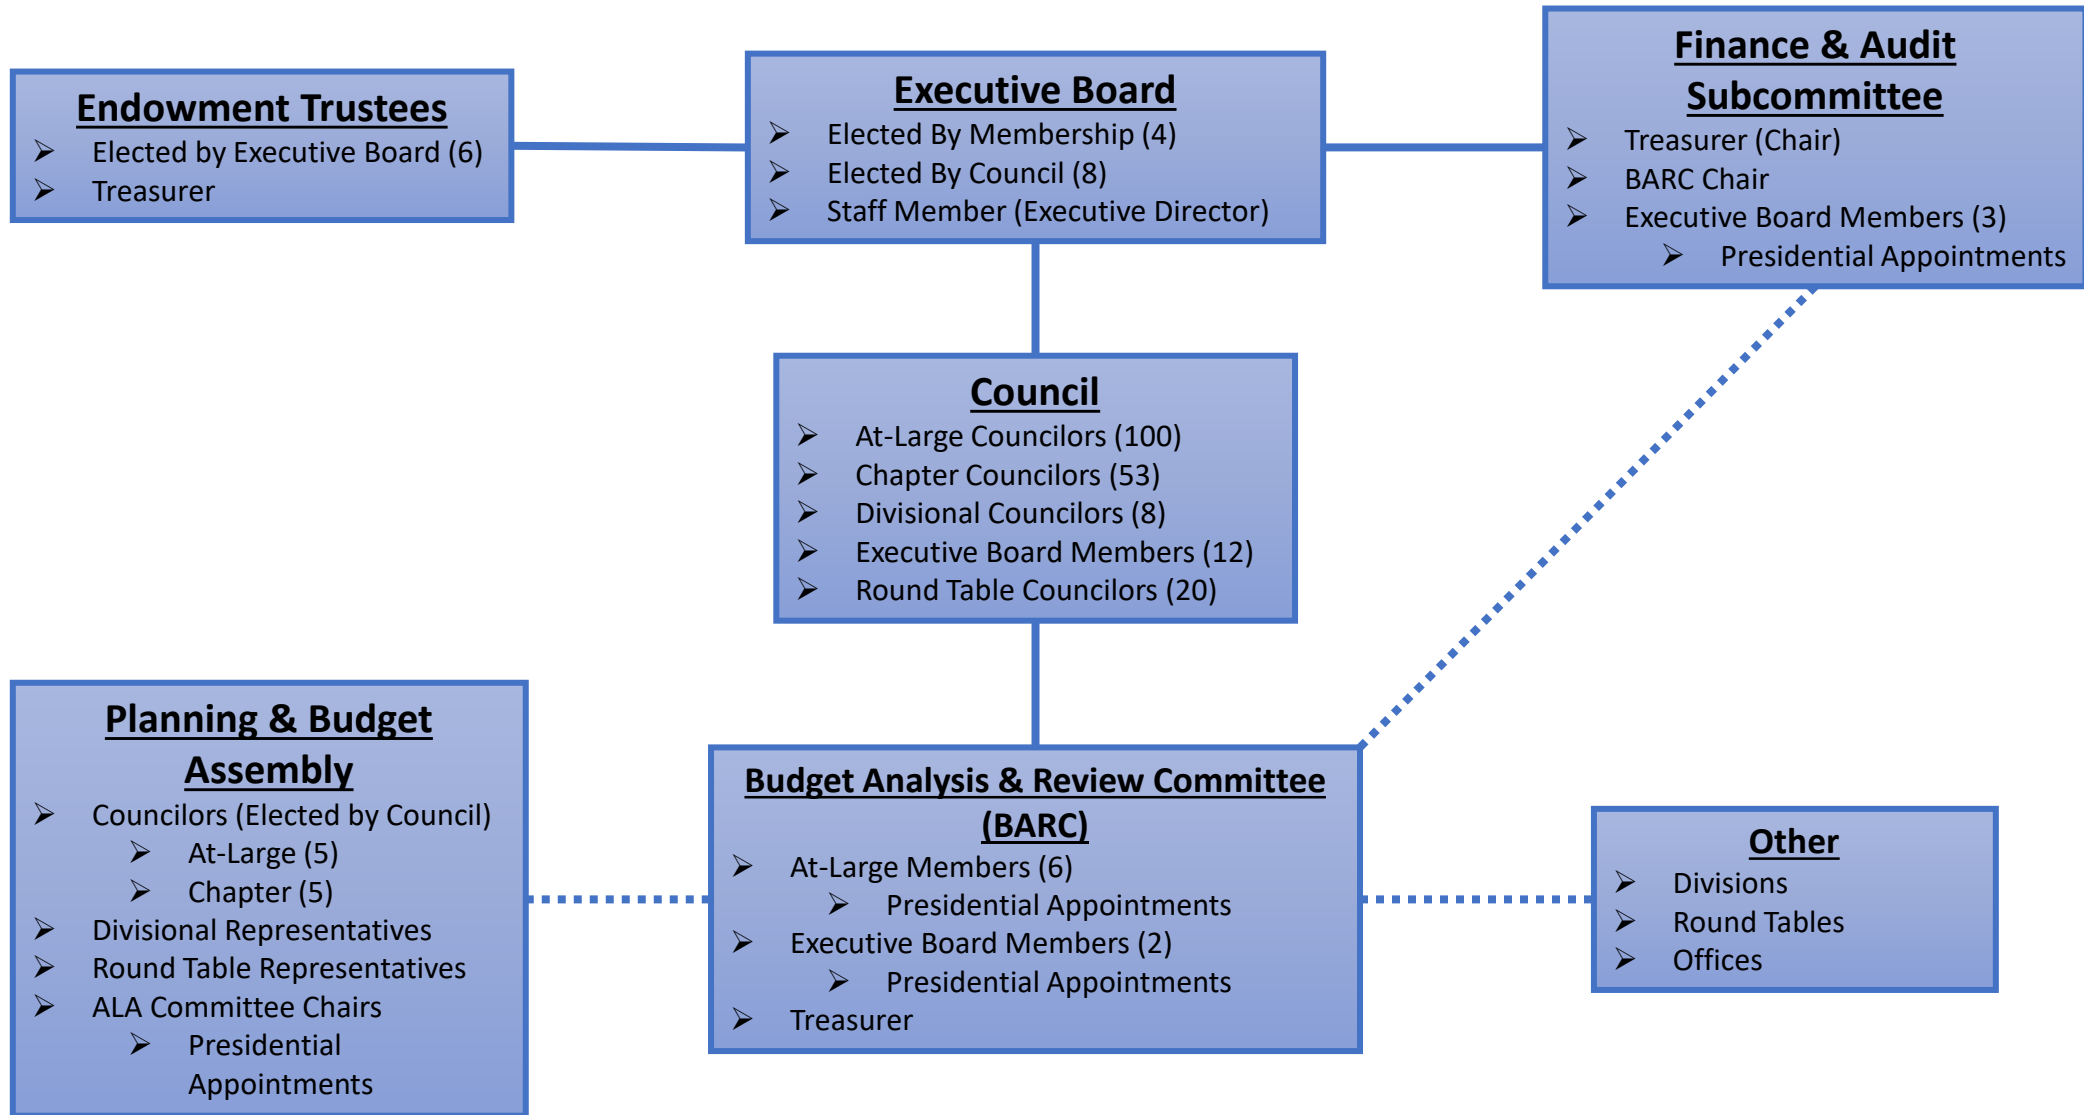 Endowment Trustees
➢ Elected by Executive Board (6)
➢ Treasurer
Executive Board
➢ Elected By Membership (4)
➢ Elected By Council (8)
➢ Staff Member (Executive Director)
Finance & Audit
Subcommittee
➢ Treasurer (Chair)
➢ BARC Chair
➢ Executive Board Members (3)
➢ Presidential Appointments
Council
➢ At-Large Councilors (100)
➢ Chapter Councilors (53)
➢ Divisional Councilors (8)
➢ Executive Board Members (12)
➢ Round Table Councilors (20)
Planning & Budget
Assembly
➢ Councilors (Elected by Council)
➢ At-Large (5)
➢ Chapter (5)
➢ Divisional Representatives
➢ Round Table Representatives
➢ ALA Committee Chairs
➢ Presidential
Appointments
Budget Analysis & Review Committee
(BARC)
➢ At-Large Members (6)
➢ Presidential Appointments
➢ Executive Board Members (2)
➢ Presidential Appointments
➢ Treasurer
Other
➢ Divisions
➢ Round Tables
➢ Offices